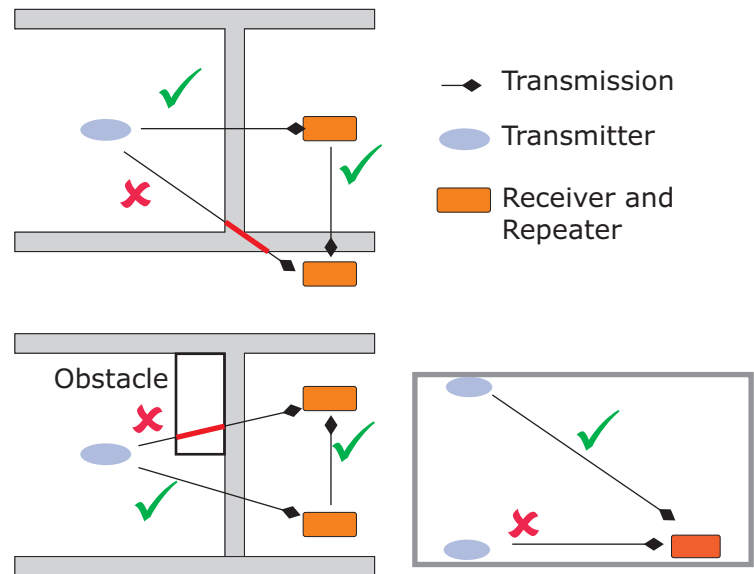 Transmission
Transmitter
Receiver and
Repeater
Obstacle